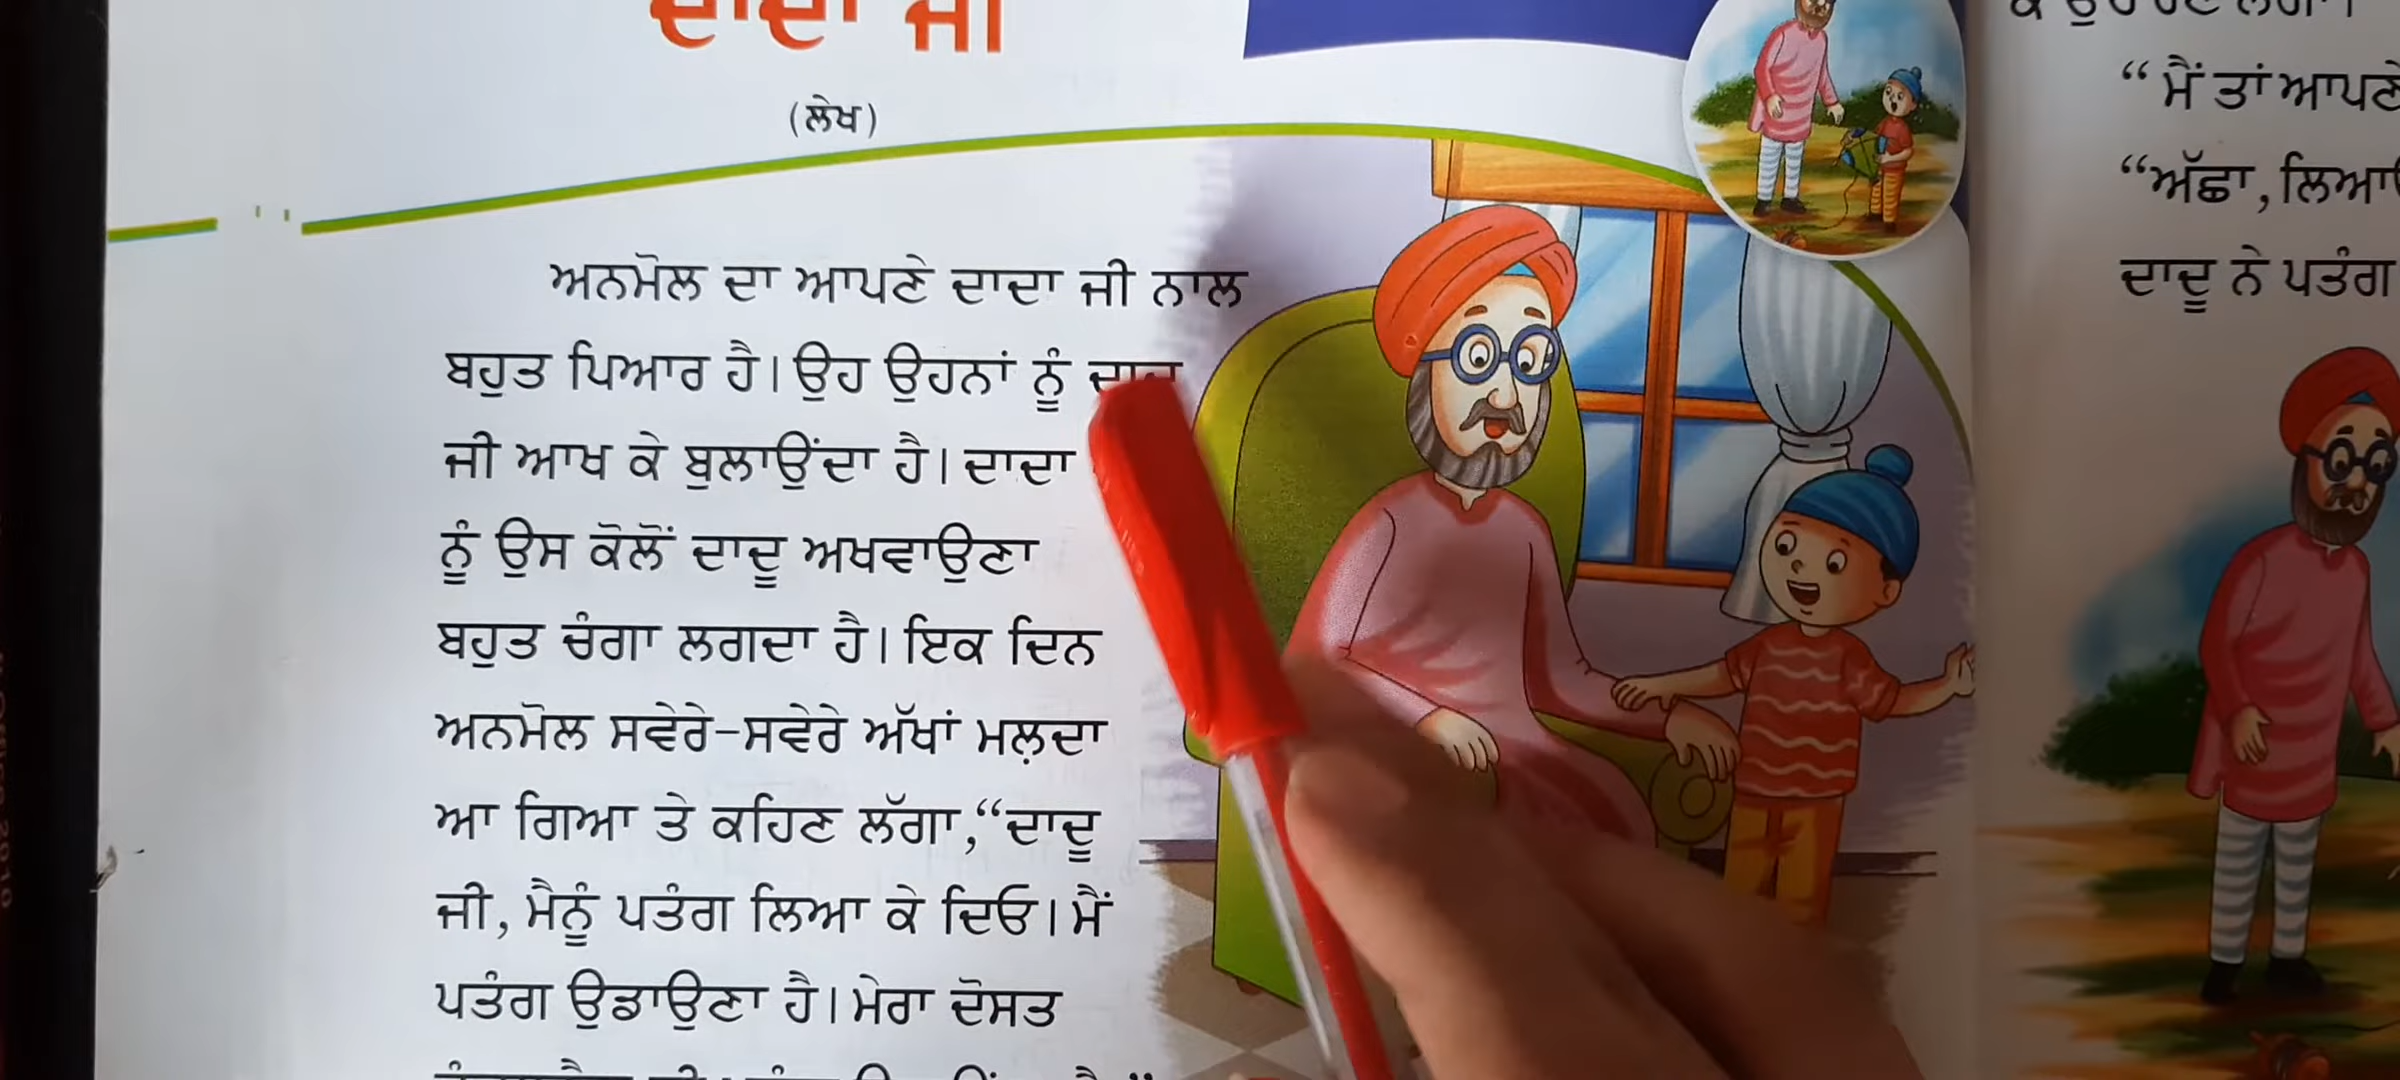 ਦਾਦਾ ਜੀ
(ਲੇਖ)
ਅਨਮੋਲ ਦਾ ਆਪਣੇ ਦਾਦਾ ਜੀ ਨਾਲ
ਬਹੁਤ ਪਿਆਰ ਹੈ। ਉਹ ਉਹਨਾਂ ਨੂੰ
ਜੀ ਆਖ ਕੇ ਬੁਲਾਉਂਦਾ ਹੈ। ਦਾਦਾ
ਨੂੰ ਉਸ ਕੋਲੋਂ ਦਾਦੂ ਅਖਵਾਉਣਾ
ਬਹੁਤ ਚੰਗਾ ਲਗਦਾ ਹੈ। ਇਕ ਦਿਨ
ਅਨਮੋਲ ਸਵੇਰੇ-ਸਵੇਰੇ ਅੱਖਾਂ ਮਲ਼ਦਾ
ਆ ਗਿਆ ਤੇ ਕਹਿਣ ਲੱਗਾ,“ਦਾਦੂ
ਜੀ, ਮੈਨੂੰ ਪਤੰਗ ਲਿਆ ਕੇ ਦਿਓ। ਮੈਂ
ਪਤੰਗ ਉਡਾਉਣਾ ਹੈ। ਮੇਰਾ ਦੋਸਤ
“ ਮੈਂ ਤਾਂ ਆਪਣੇ
“ਅੱਛਾ,
ਦਾਦੂ ਨੇ ਪਤੰਗ